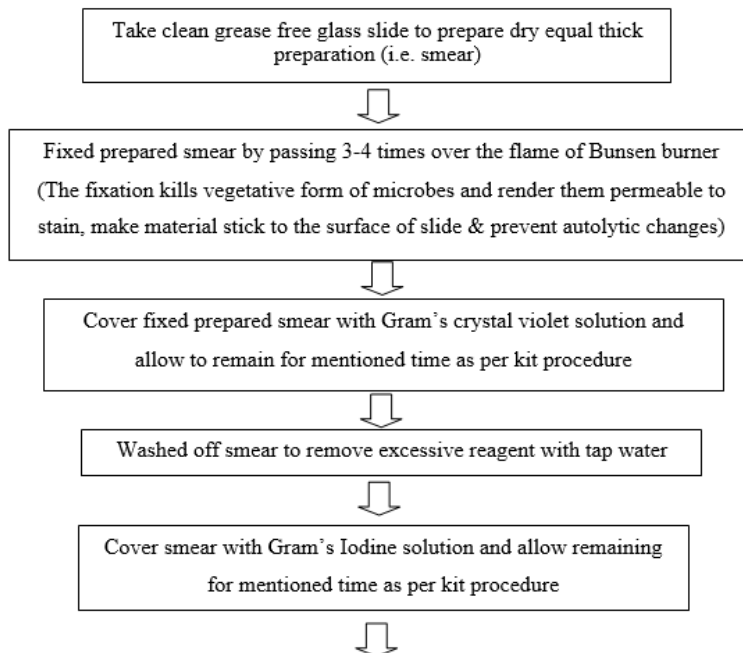 Take clean grease free glass slide to prepare dry equal thick
preparation (i.e. smear)
Fixed prepared smear by passing 3-4 times over the flame of Bunsen burner
(The fixation kills vegetative form of microbes and render them permeable to
stain, make material stick to the surface of slide & prevent autolytic changes)
Cover fixed prepared smear with Gram’s crystal violet solution and
allow to remain for mentioned time as per kit procedure
Washed off smear to remove excessive reagent with tap water
Cover smear with Gram’s Iodine solution and allow remaining
for mentioned time as per kit procedure